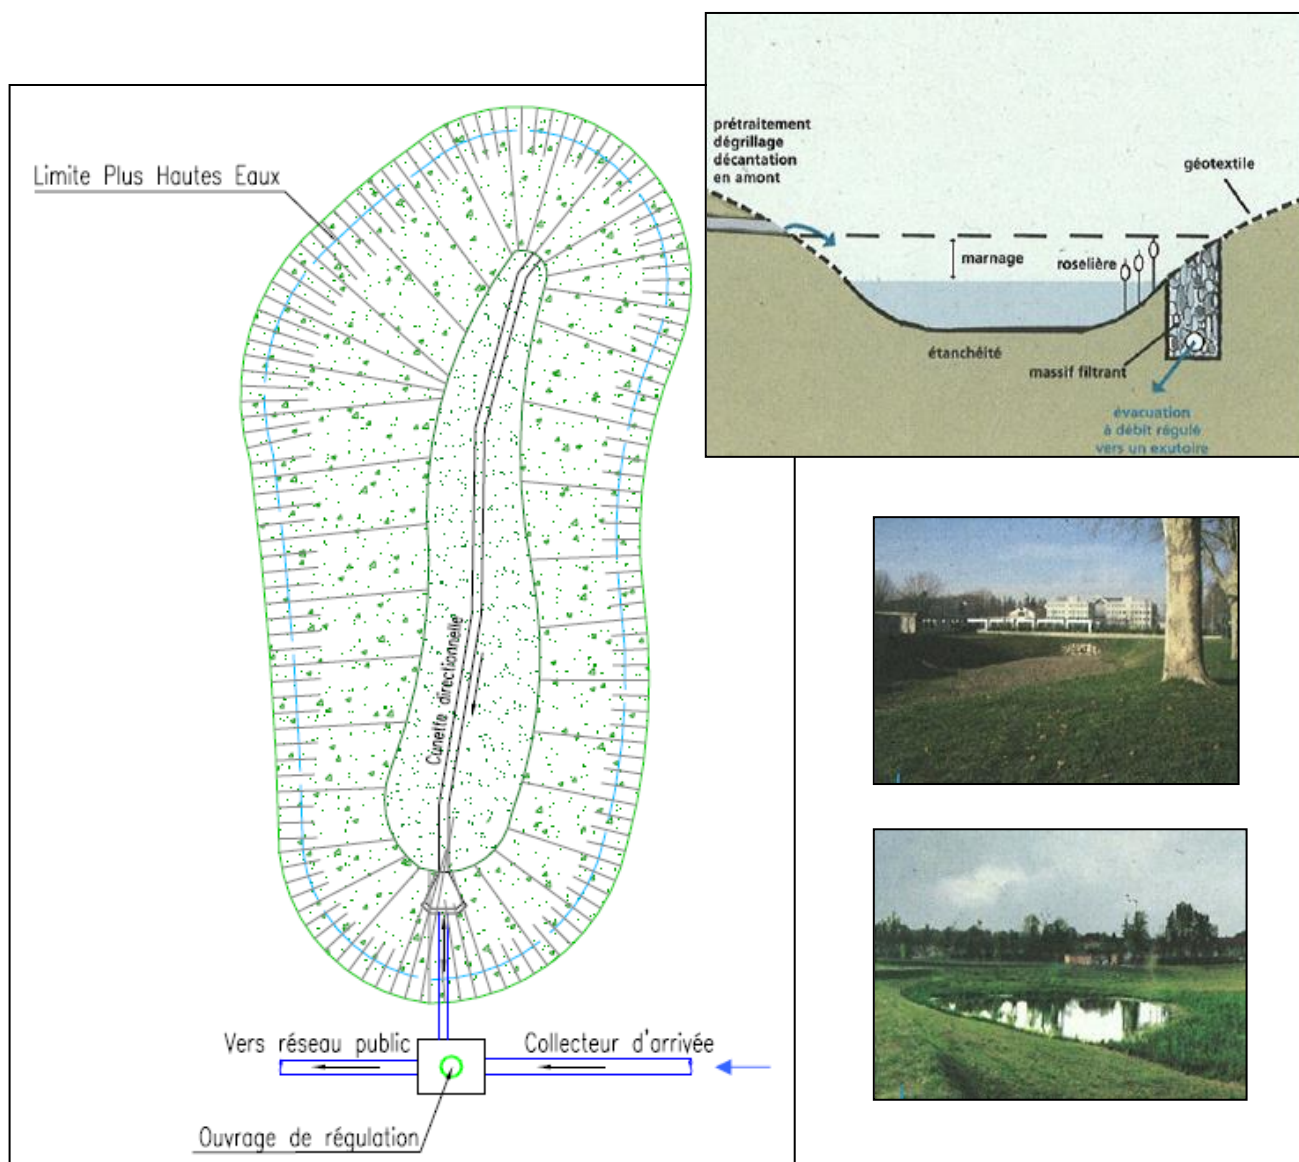 Limite Plus Hautes Eaux
Cunette directionnelle
Vers réseau public
Collecteur d'arrivée
Ouvrage de régulation
prétraitement
dégrillage
décantation
en amont
géotextile
marnage
roselière
étanchéité
massif filtrant
évacuation
à débit régulé
vers un exutoire